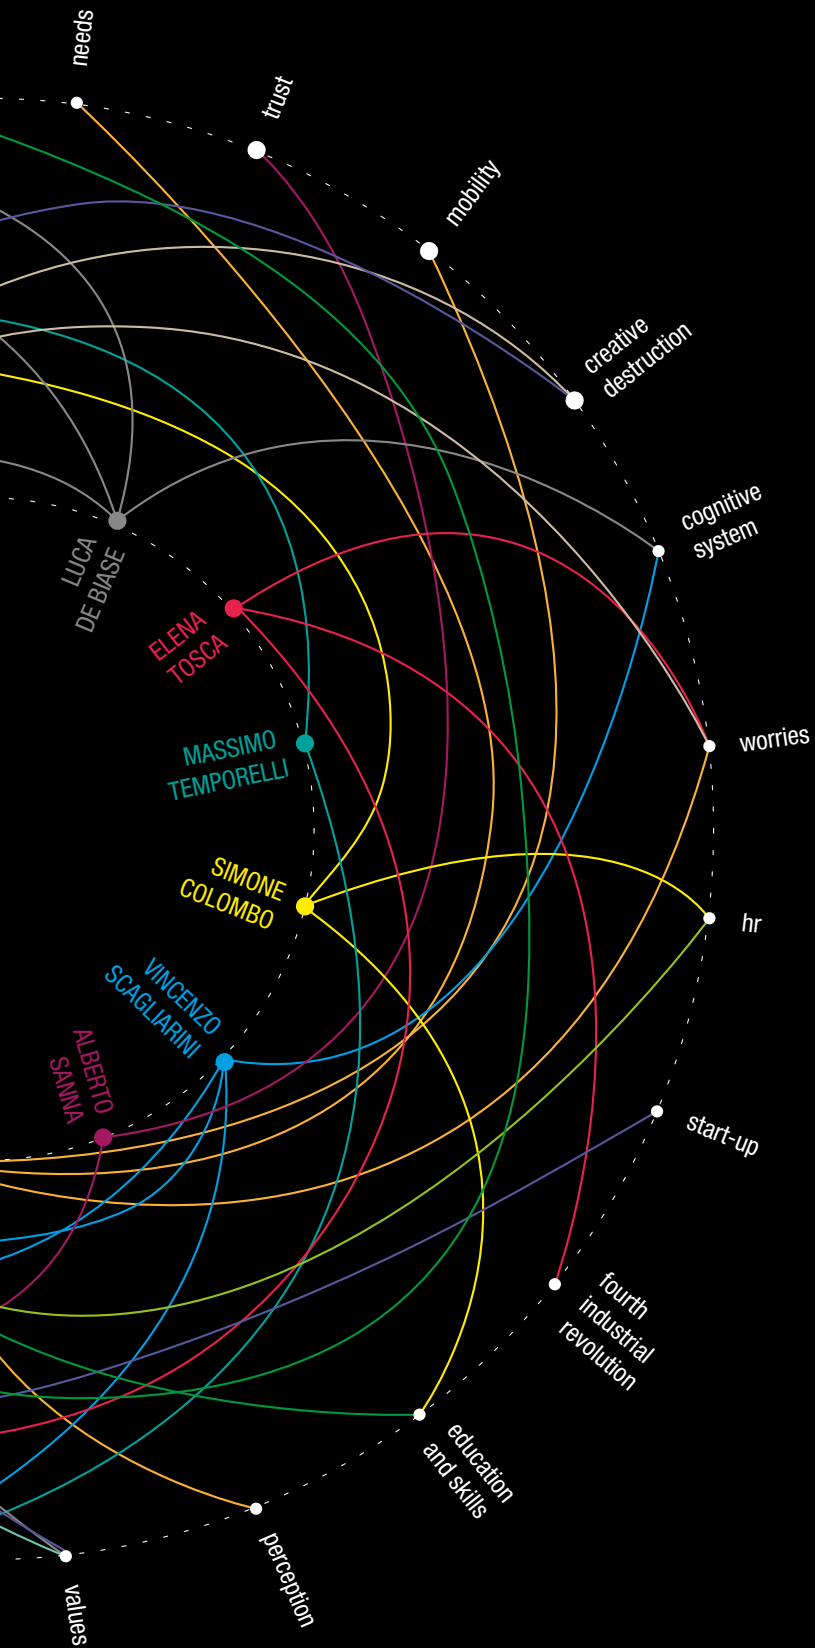 needs
trust
mobility
creative
destruction
cognitive
system
worries
hr
start-up
fourth
industrial
revolution
education
and skills
perception
values
LUCA
DE BIASE
ELENA
TOSCA
MASSIMO
TEMPORELLI
SIMONE
COLOMBO
VINCENZO
SCAGLIARINI
ALBERTO
SANNA